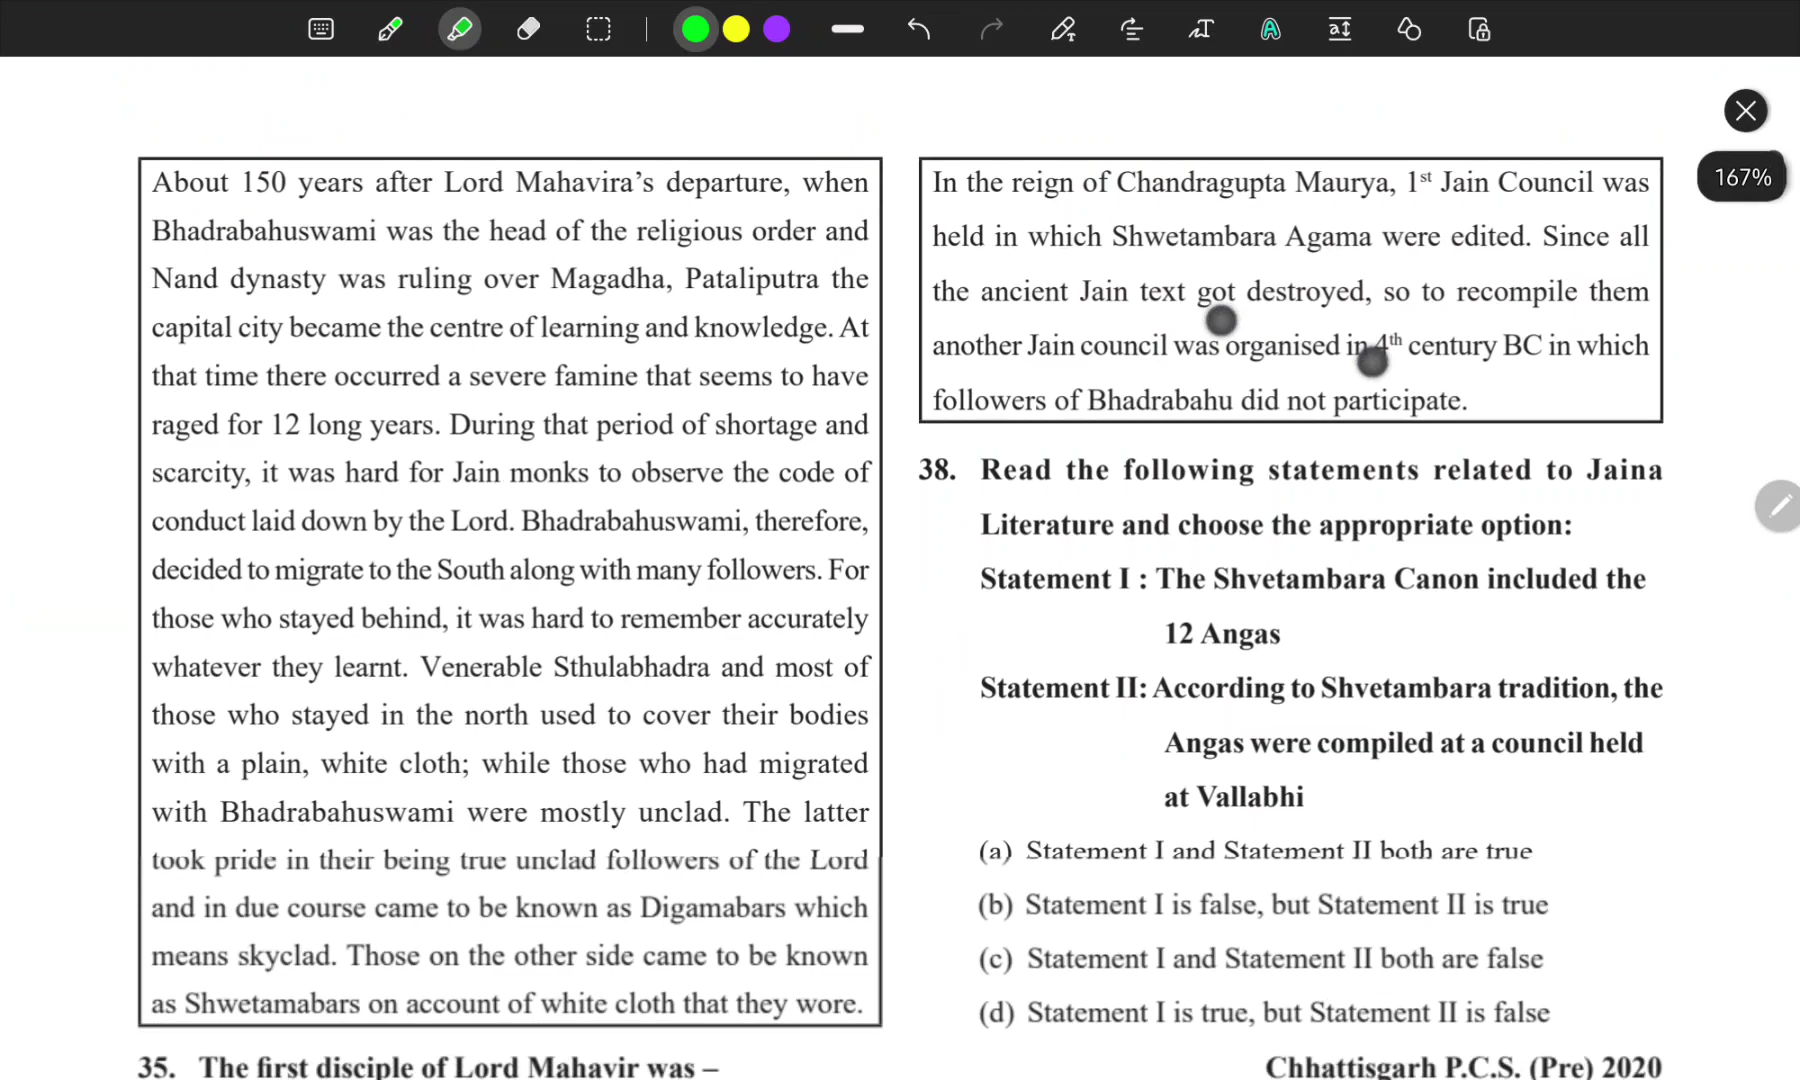 167%
About 150 years after Lord Mahavira’s departure, when
Bhadrabahuswami was the head of the religious order and
Nand dynasty was ruling over Magadha, Pataliputra the
capital city became the centre of learning and knowledge. At
that time there occurred a severe famine that seems to have
raged for 12 long years. During that period of shortage and
scarcity, it was hard for Jain monks to observe the code of
conduct laid down by the Lord. Bhadrabahuswami, therefore,
decided to migrate to the South along with many followers. For
those who stayed behind, it was hard to remember accurately
whatever they learnt. Venerable Sthulabhadra and most of
those who stayed in the north used to cover their bodies
with a plain, white cloth; while those who had migrated
with Bhadrabahuswami were mostly unclad. The latter
took pride in their being true unclad followers of the Lord
and in due course came to be known as Digamabars which
means skyclad. Those on the other side came to be known
as Shwetamabars on account of white cloth that they wore.
35. The first disciple of Lord Mahavir was –
In the reign of Chandragupta Maurya, 1st Jain Council was
held in which Shwetambara Agama were edited. Since all
the ancient Jain text got destroyed, so to recompile them
another Jain council was organised in 4th century BC in which
followers of Bhadrabahu did not participate.
38. Read the following statements related to Jaina
Literature and choose the appropriate option:
Statement I : The Shvetambara Canon included the
12 Angas
Statement II: According to Shvetambara tradition, the
Angas were compiled at a council held
at Vallabhi
(a) Statement I and Statement II both are true
(b) Statement I is false, but Statement II is true
(c) Statement I and Statement II both are false
(d) Statement I is true, but Statement II is false
Chhattisgarh P.C.S. (Pre) 2020